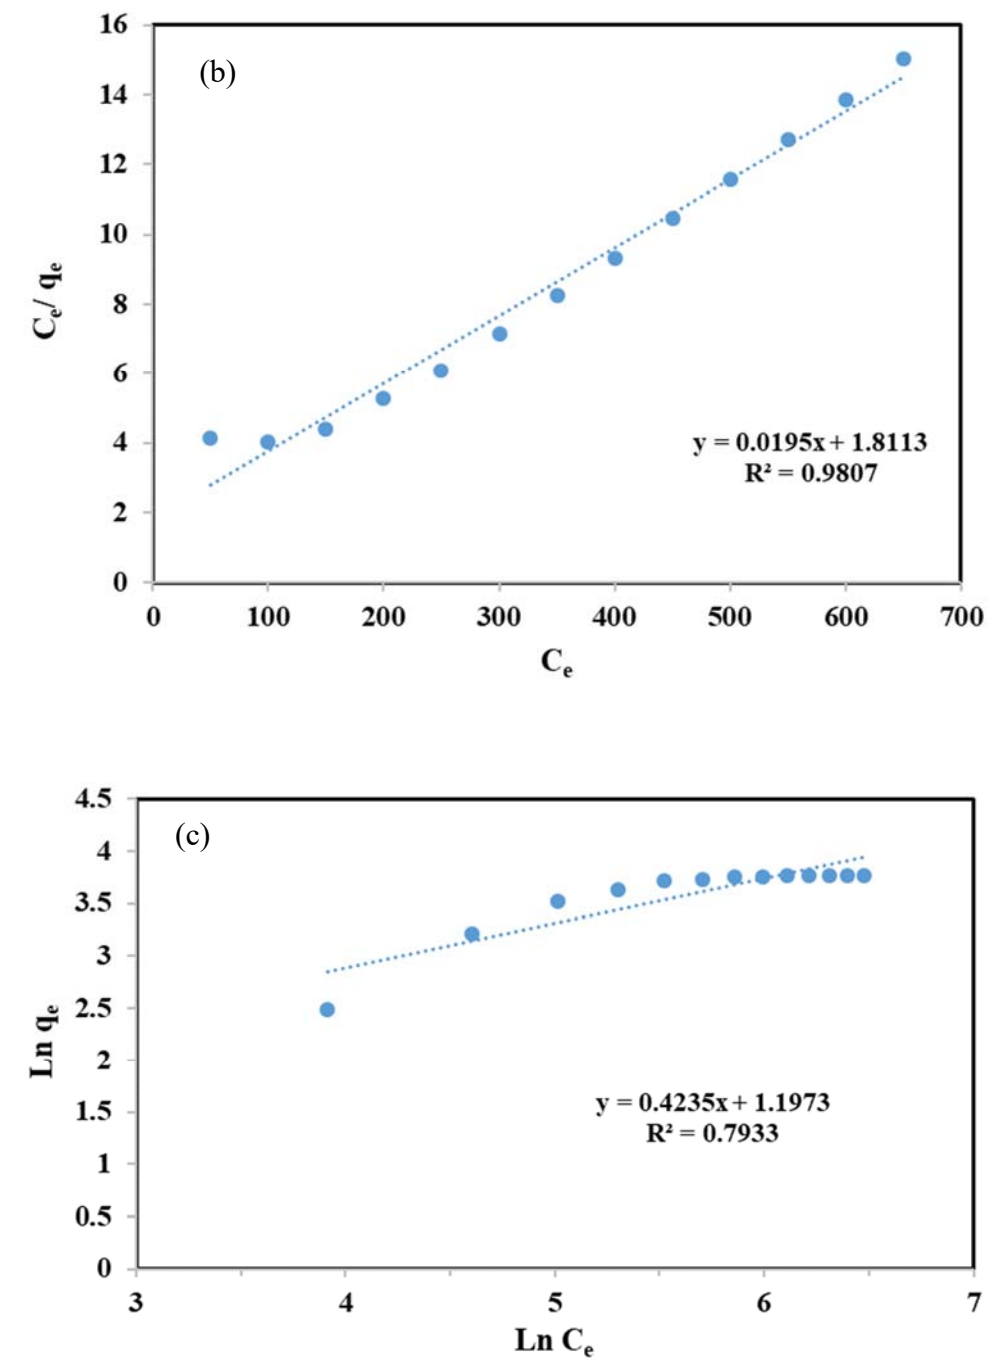 (b)
16
14
12
10
8
6
4
2
0
Ce/ qe
y = 0.0195x + 1.8113
R² = 0.9807
0 100 200 300 400 500 600 700
Ce
(c)
4.5
4
3.5
3
2.5
2
1.5
1
0.5
0
Ln qe
y = 0.4235x + 1.1973
R² = 0.7933
3 4 5 6 7
Ln Ce